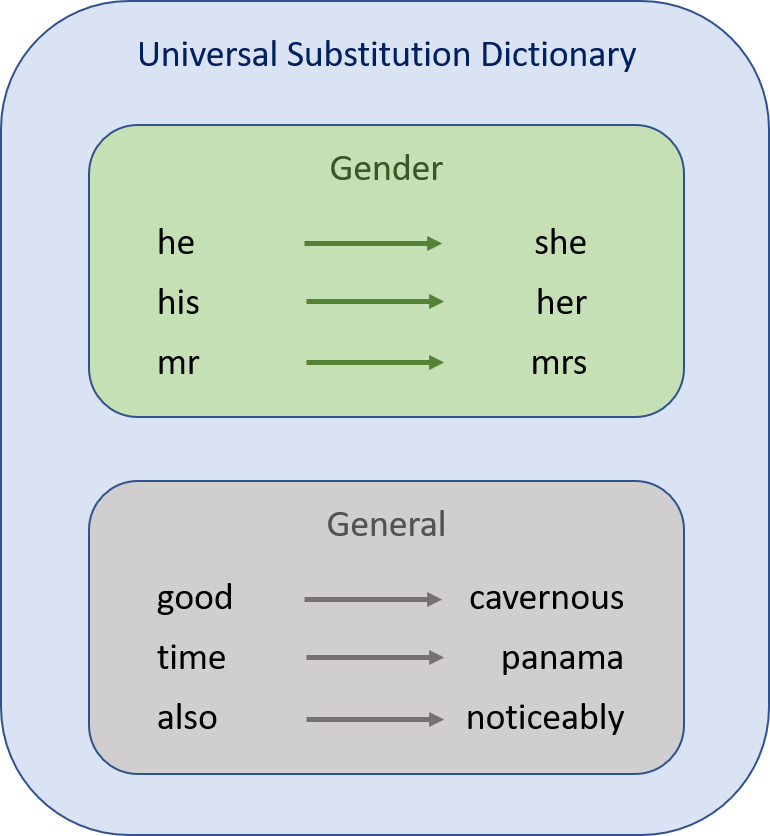 Universal Substitution Dictionary
Gender
he she
his her
mr mrs
General
good cavernous
time panama
also noticeably